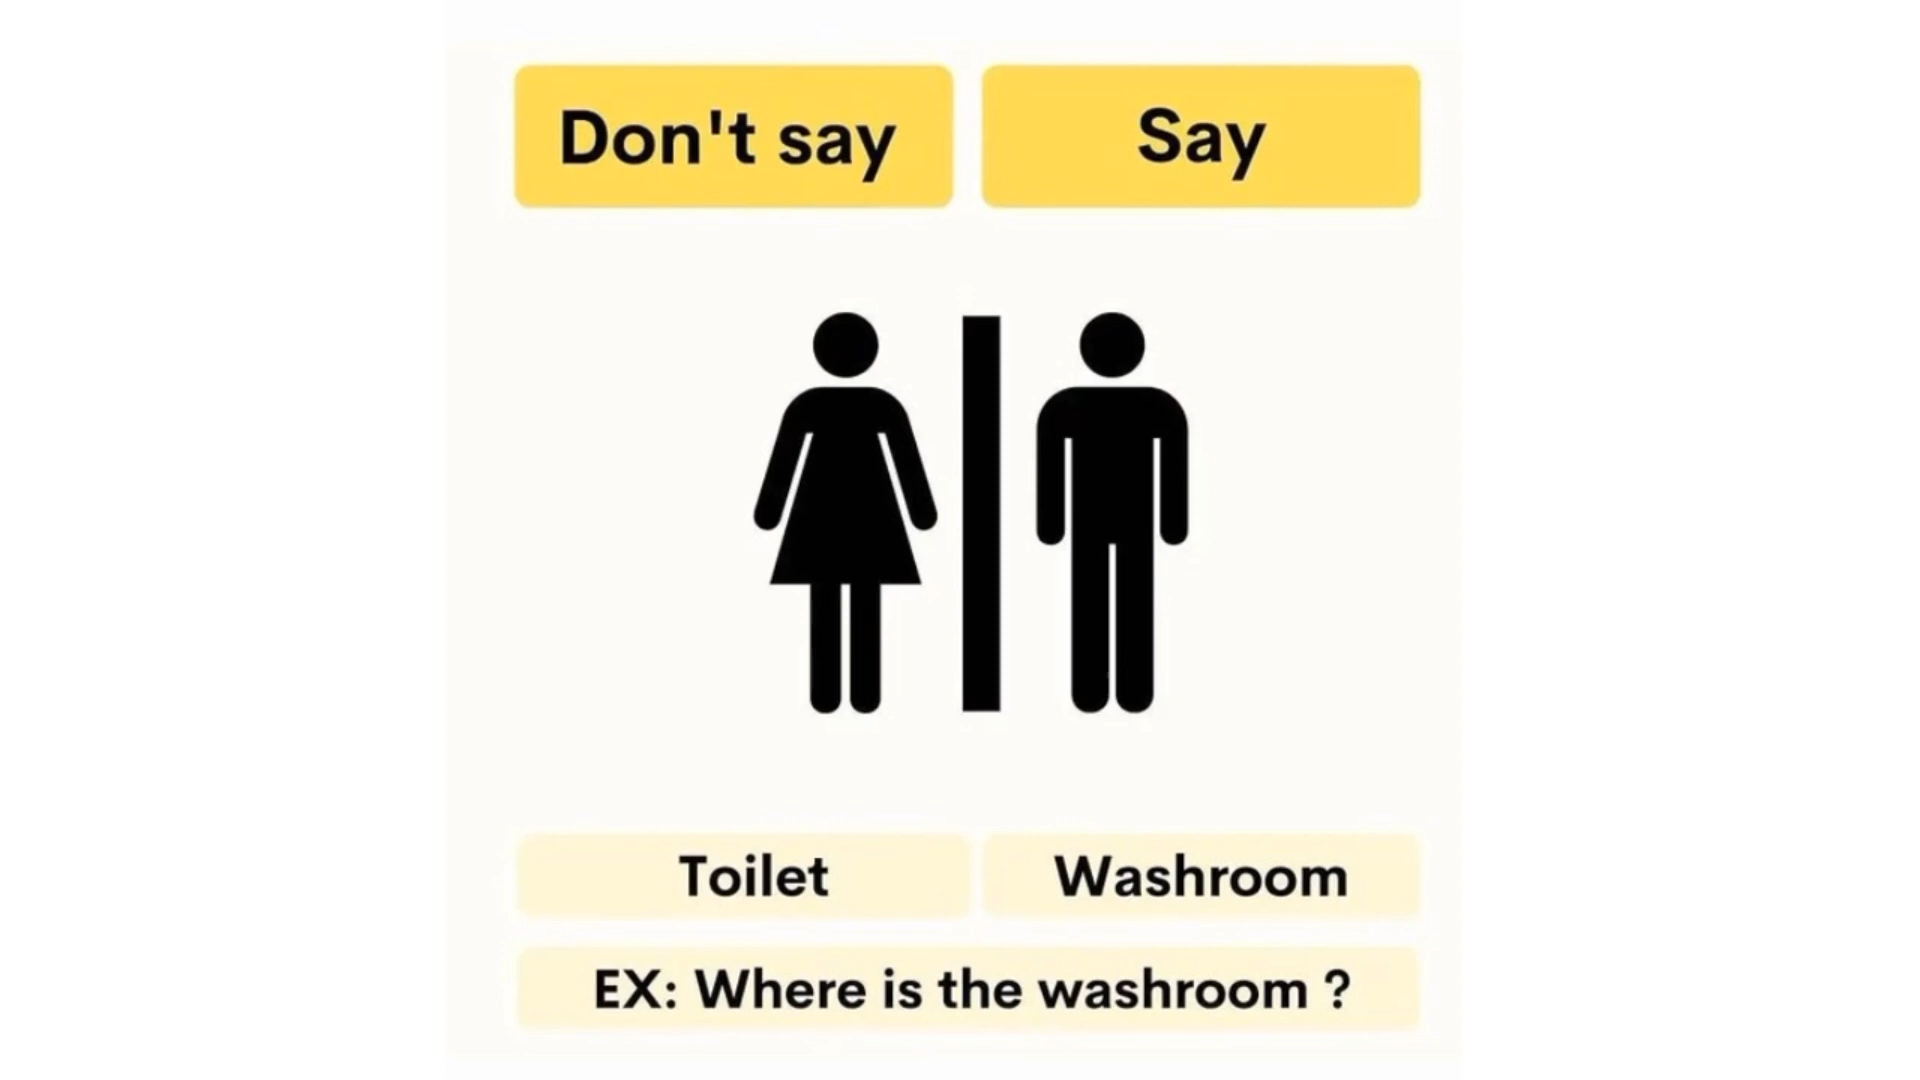 Don't say
Say
Toilet
Washroom
EX: Where is the washroom ?